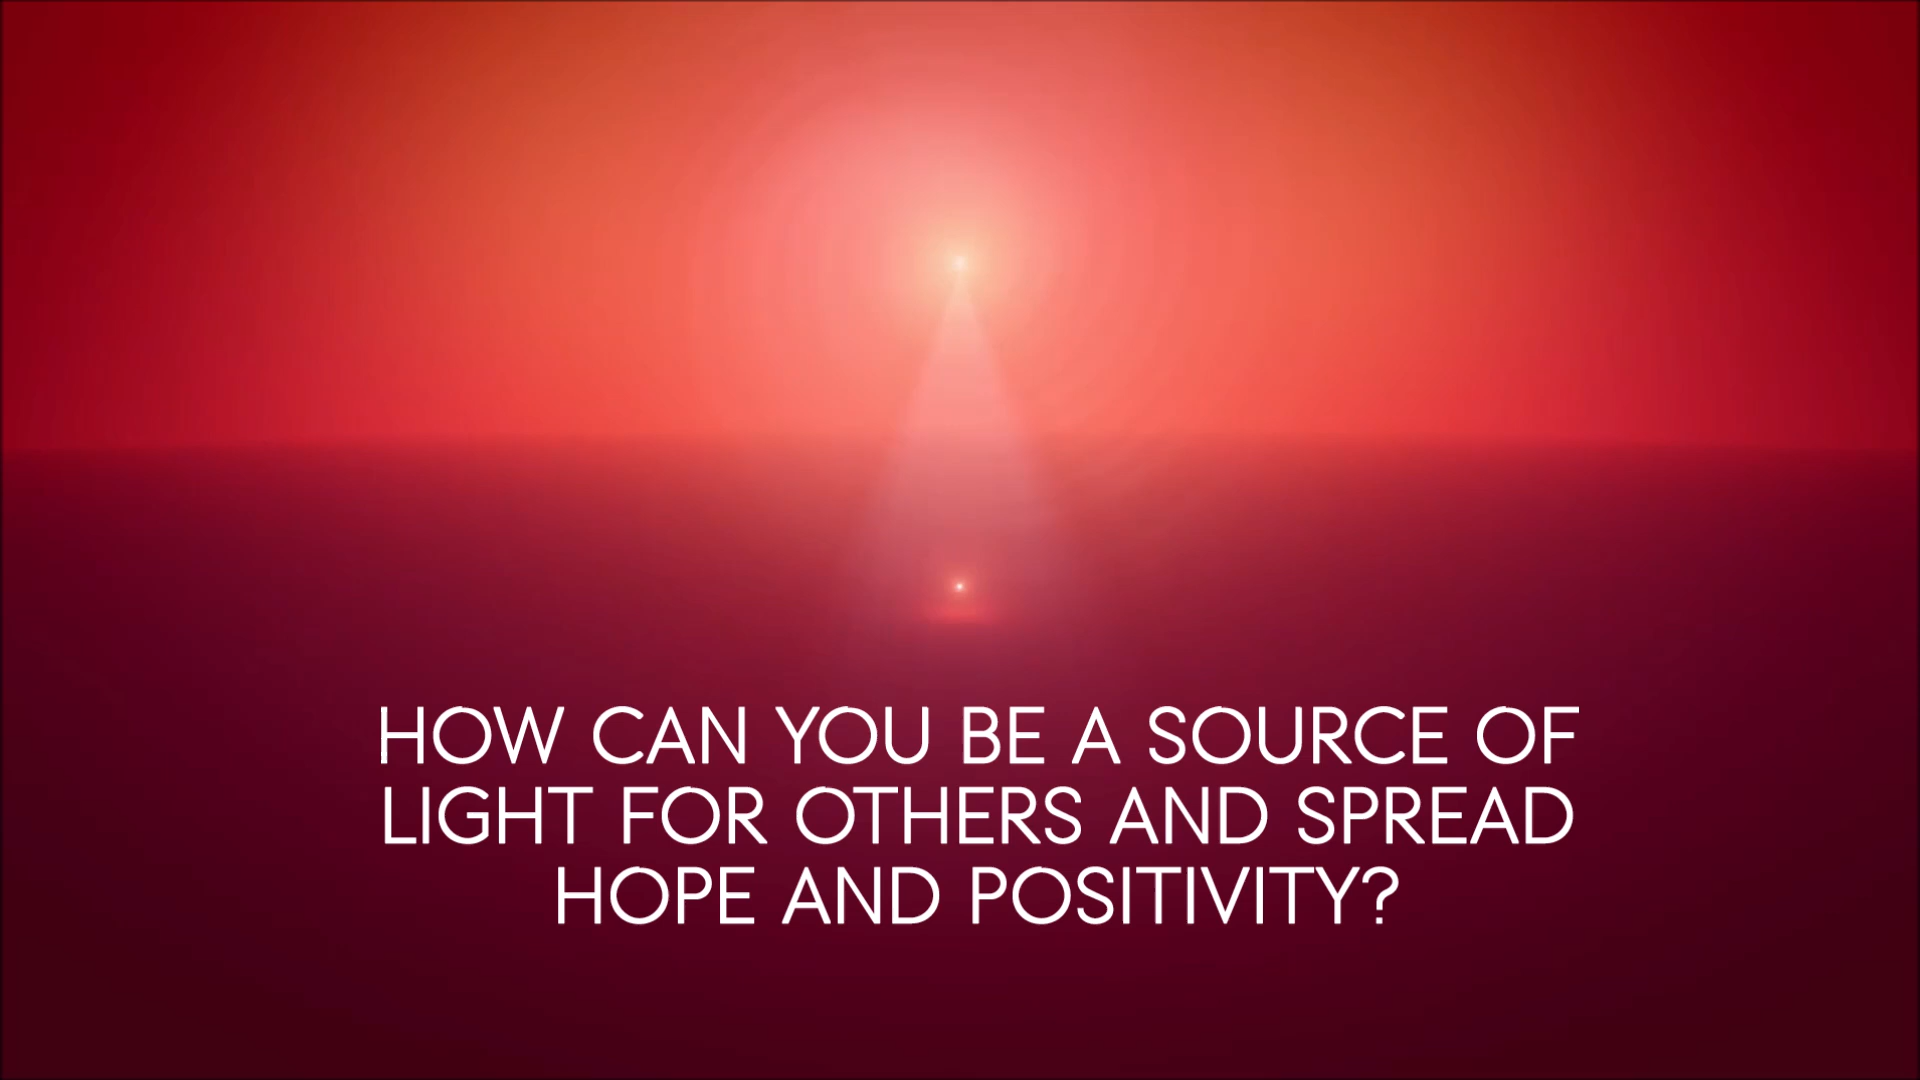 HOW CAN YOU BE A SOURCE OF
LIGHT FOR OTHERS AND SPREAD
HOPE AND POSITIVITY?